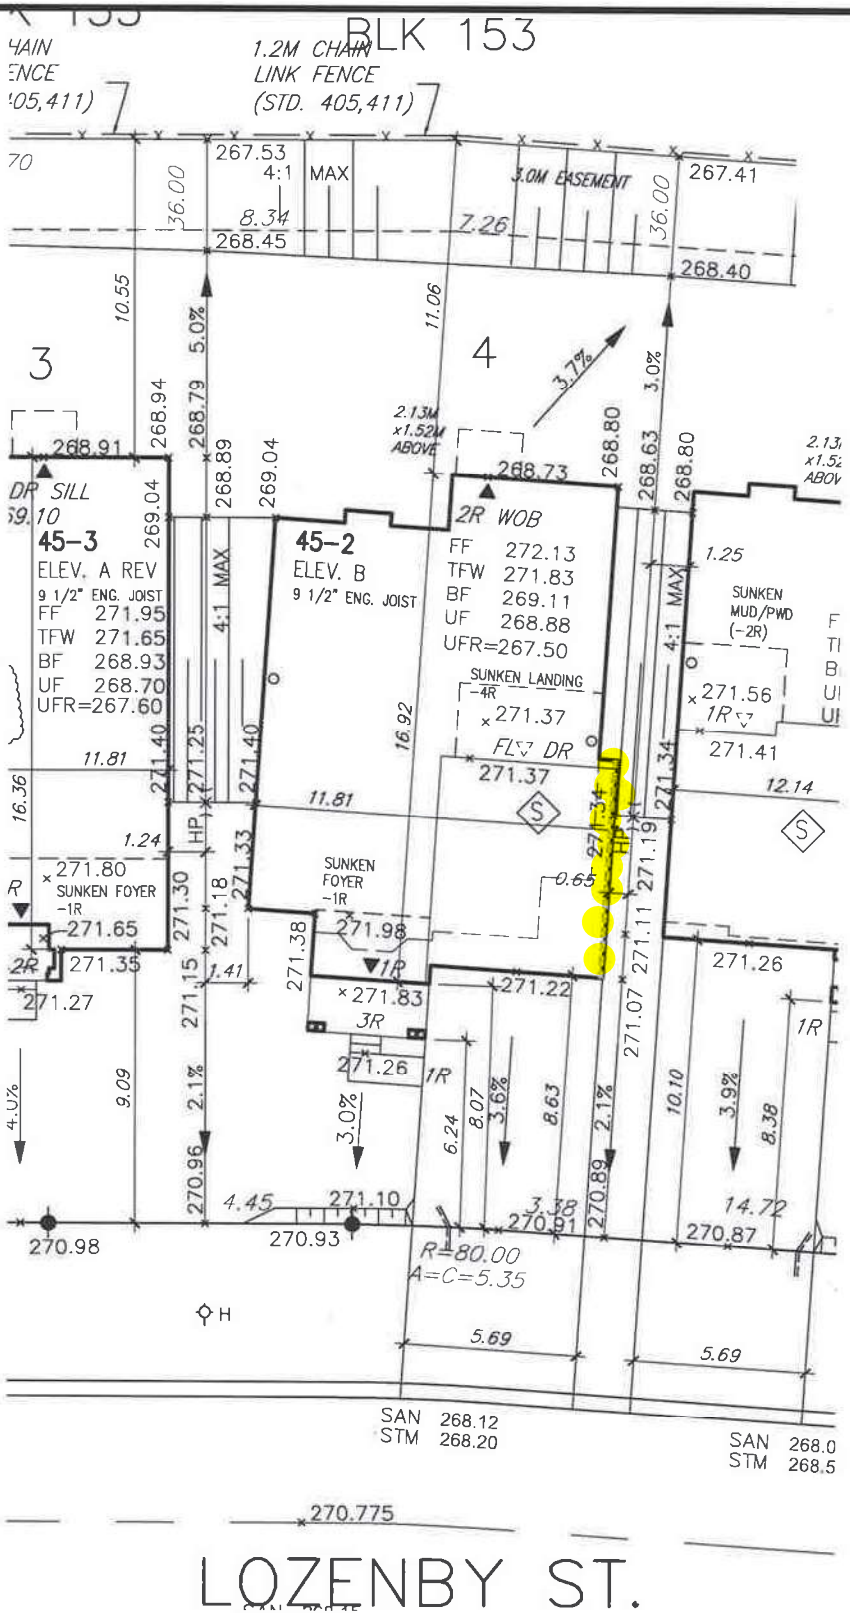 BLK 153
HAIN
ENCE
405,411)
1.2M CHAIN
LINK FENCE
(STD. 405,411)
70
36.00
267.53
4:1 MAX
8.34
268.45
3.0M EASEMENT
7.26
36.00
267.41
268.40
10.55
5.0%
11.06
3
4
3.7%
3.0%
268.94
268.79
268.89
269.04
2.13M
x1.52M
ABOVE
268.80
268.63
268.80
268.91
268.73
DR SILL
269.04
45-3
ELEV. A REV
9 1/2" ENG. JOIST
FF 271.95
TFW 271.65
BF 268.93
UF 268.70
UFR=267.60
4:1 MAX
45-2
ELEV. B
9 1/2" ENG. JOIST
2R WOB
FF 272.13
TFW 271.83
BF 269.11
UF 268.88
UFR=267.50
SUNKEN LANDING
-4R
271.37
FL DR
271.37
16.92
4:1 MAX
1.25
SUNKEN
MUD/PWD
(-2R)
271.56
1R
271.41
12.14
S
11.81
16.36
271.40
271.25
271.40
11.81
S
271.34
HP
271.34
271.19
1.24
HP
271.33
271.80
SUNKEN FOYER
-1R
271.65
2R
271.35
271.27
271.30
271.18
271.15
1.41
271.38
SUNKEN
FOYER
-1R
271.98
1R
271.83
3R
271.26
1R
0.65
271.22
271.11
271.07
271.26
1R
9.09
2.1%
3.0%
6.24
8.07
3.6%
8.63
2.1%
10.10
3.9%
8.38
270.96
4.45
271.10
3.38
270.89
14.72
270.98
270.93
270.91
270.87
R=80.00
A=C=5.35
H
5.69
5.69
SAN 268.12
STM 268.20
SAN 268.0
STM 268.5
270.775
LOZENBY ST.